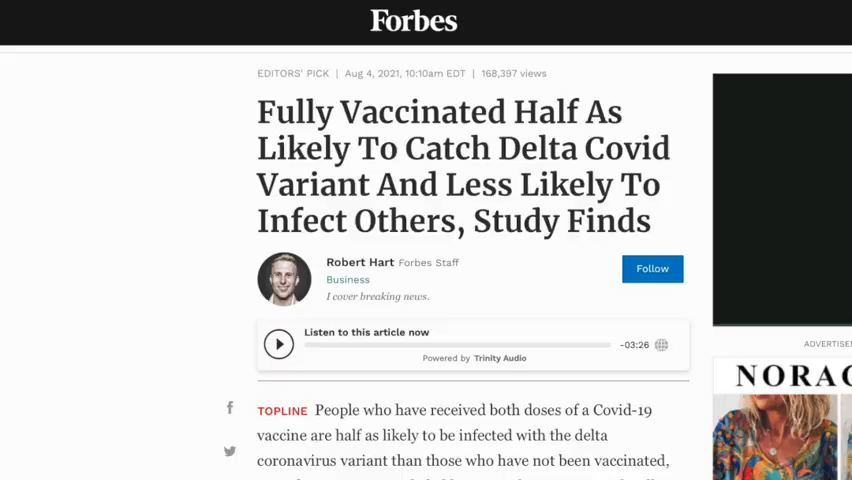 Forbes
EDITORS' PICK | Aug 4, 2021, 10:10am EDT | 168,397 views
Fully Vaccinated Half As
Likely To Catch Delta Covid
Variant And Less Likely To
Infect Others, Study Finds
Robert Hart Forbes Staff
Follow
Business
I cover breaking news.
Listen to this article now
-03:26
Powered by Trinity Audio
ADVERTISE
NORA
TOPLINE People who have received both doses of a Covid-19
vaccine are half as likely to be infected with the delta
coronavirus variant than those who have not been vaccinated,